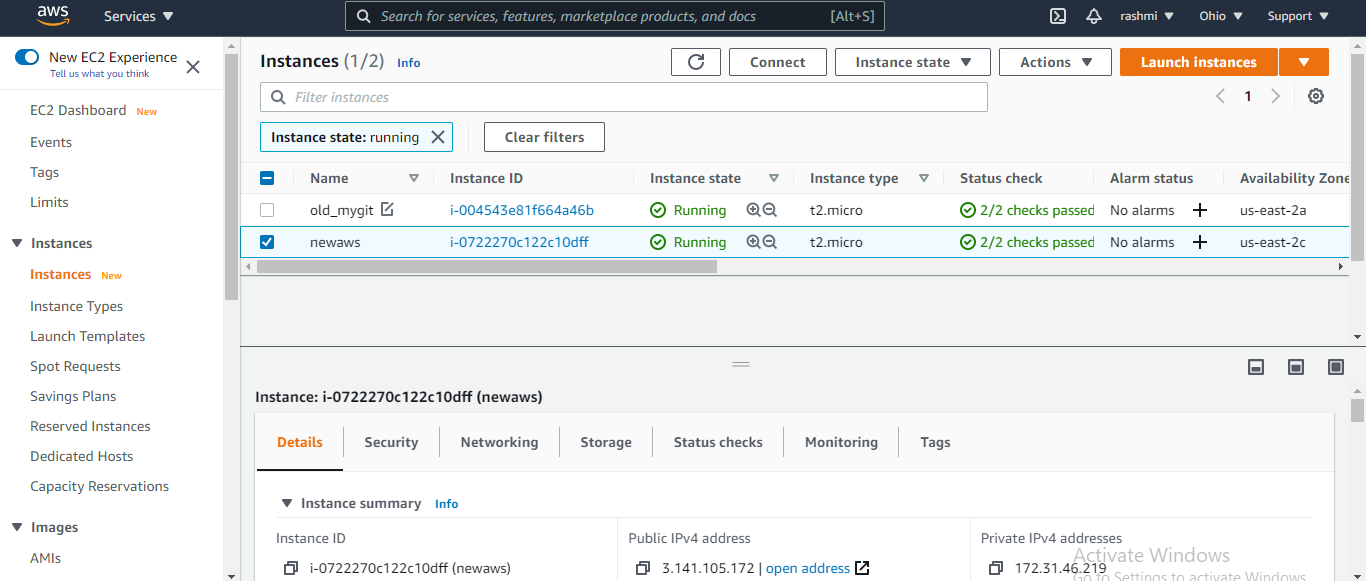 aws Services Search for services, features, marketplace products, and docs [Alt+S] rashmi Ohio Support
New EC2 Experience
Tell us what you think
EC2 Dashboard New
Events
Tags
Limits
Instances
Instances New
Instance Types
Launch Templates
Spot Requests
Savings Plans
Reserved Instances
Dedicated Hosts
Capacity Reservations
Images
AMIs
Instances (1/2) Info Connect Instance state Actions Launch instances
Filter instances 1
Instance state: running Clear filters
Name Instance ID Instance state Instance type Status check Alarm status Availability Zone
old_mygit i-004543e81f664a46b Running t2.micro 2/2 checks passed No alarms us-east-2a
newaws i-0722270c122c10dff Running t2.micro 2/2 checks passed No alarms us-east-2c
Instance: i-0722270c122c10dff (newaws)
Details Security Networking Storage Status checks Monitoring Tags
Instance summary Info
Instance ID Public IPv4 address Private IPv4 addresses
i-0722270c122c10dff (newaws) 3.141.105.172 | open address 172.31.46.219
Activate Windows
Go to Settings to activate Windows